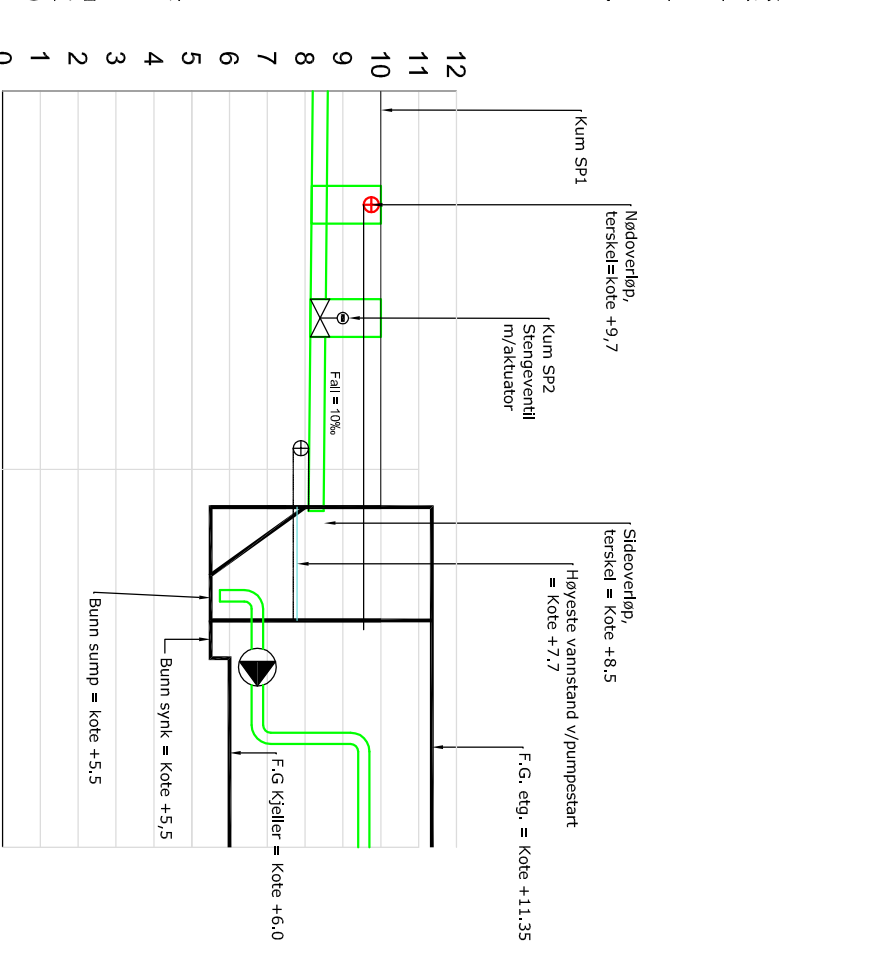 12
11
10
9
8
7
6
5
4
3
2
1
0
Kum SP1
Nødoverløp,
terskel=kote +9,7
Kum SP2
Stengeventil
m/aktuator
Fall = 10‰
Sideoverløp,
terskel = Kote +8.5
Høyeste vannstand v/pumpestart
= Kote +7.7
F.G. etg. = Kote +11.35
F.G Kjeller = Kote +6.0
Bunn synk = Kote +5,5
Bunn sump = kote +5.5